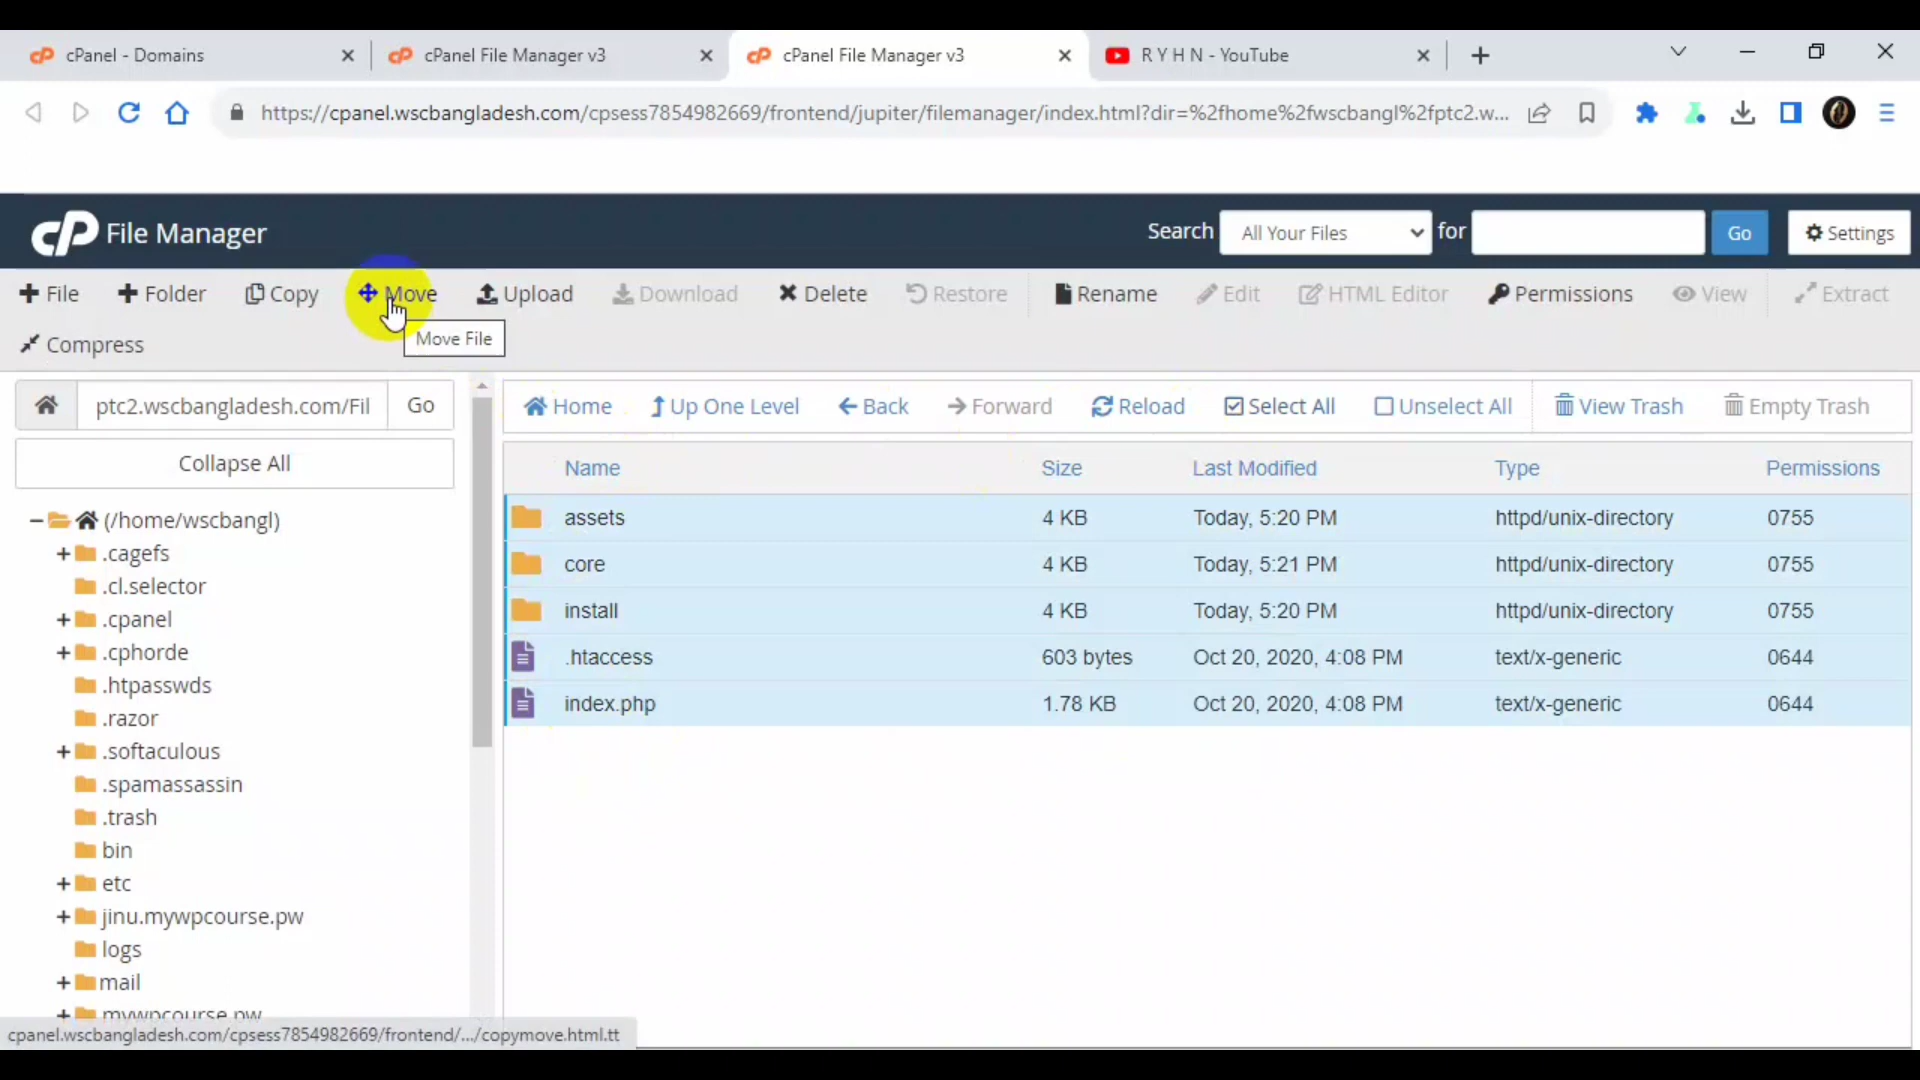 cPanel - Domains
cPanel File Manager v3
cPanel File Manager v3
R Y H N - YouTube
https://cpanel.wscbangladesh.com/cpsess7854982669/frontend/jupiter/filemanager/index.html?dir=%2fhome%2fwscbangl%2fptc2.w...
cP File Manager
Search All Your Files for Go Settings
File Folder Copy Move Upload Download Delete Restore Rename Edit HTML Editor Permissions View Extract
Move File
Compress
ptc2.wscbangladesh.com/Fil Go
Home Up One Level Back Forward Reload Select All Unselect All View Trash Empty Trash
Collapse All
Name Size Last Modified Type Permissions
assets 4 KB Today, 5:20 PM httpd/unix-directory 0755
core 4 KB Today, 5:21 PM httpd/unix-directory 0755
install 4 KB Today, 5:20 PM httpd/unix-directory 0755
.htaccess 603 bytes Oct 20, 2020, 4:08 PM text/x-generic 0644
index.php 1.78 KB Oct 20, 2020, 4:08 PM text/x-generic 0644
(/home/wscbangl)
.cagefs
.cl.selector
.cpanel
.cphorde
.htpasswds
.razor
.softaculous
.spamassassin
.trash
bin
etc
jinu.mywpcourse.pw
logs
mail
mywpcourse.pw
cpanel.wscbangladesh.com/cpsess7854982669/frontend/.../copymove.html.tt